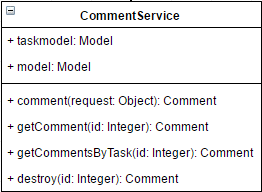 CommentService
+ taskmodel: Model
+ model: Model
+ comment(request: Object): Comment
+ getComment(id: Integer): Comment
+ getCommentsByTask(id: Integer): Comment
+ destroy(id: Integer): Comment